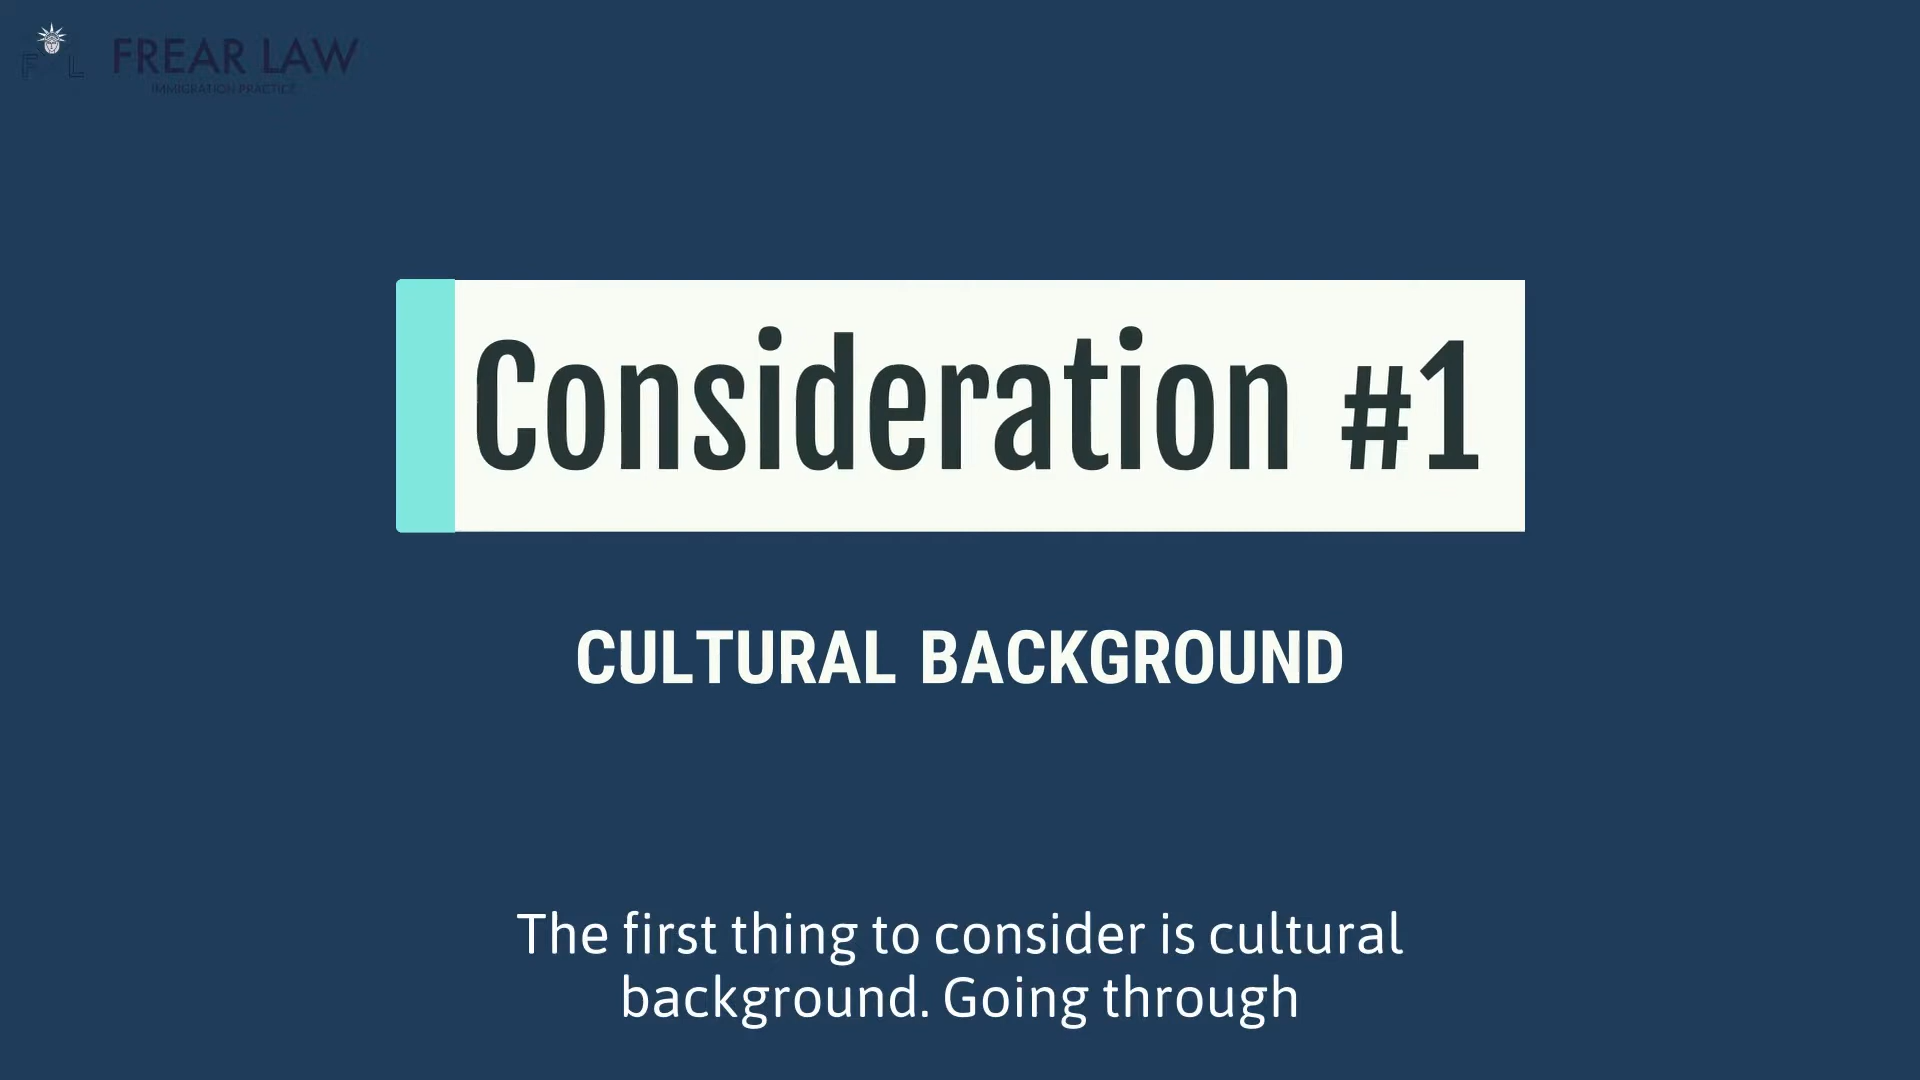 F L
FREAR LAW
IMMIGRATION PRACTICE
Consideration #1
CULTURAL BACKGROUND
The first thing to consider is cultural
background. Going through